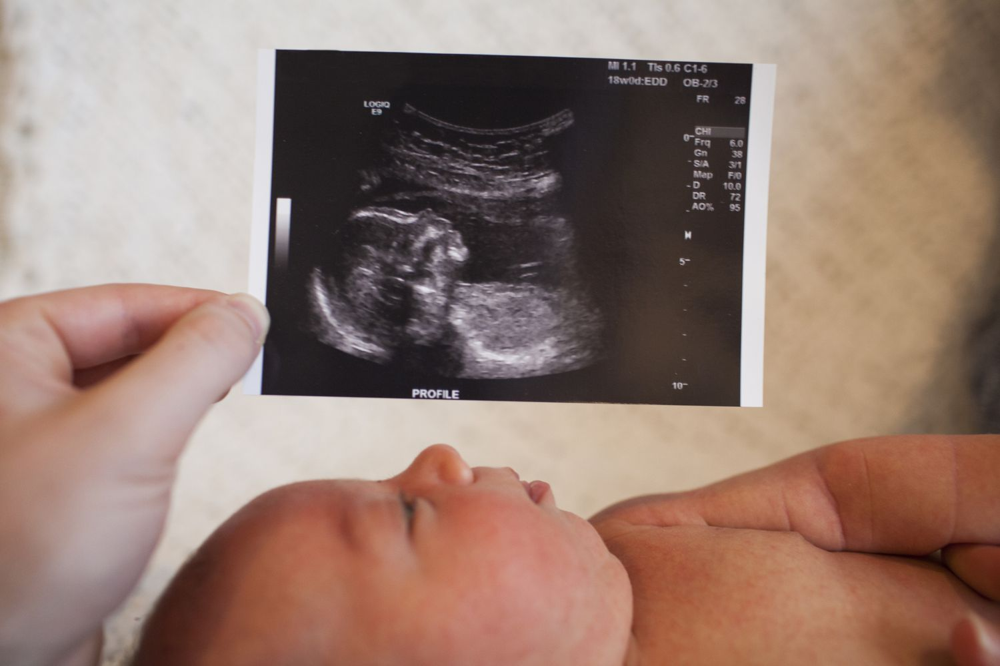 MI 1.1 TIs 0.6 C1-6
18w0d:EDD OB-2/3
FR 28
LOGIQ
E9
CHI
Frq 6.0
Gn 38
S/A 3/1
Map F/0
D 10.0
DR 72
AO% 95
0
5
10
PROFILE